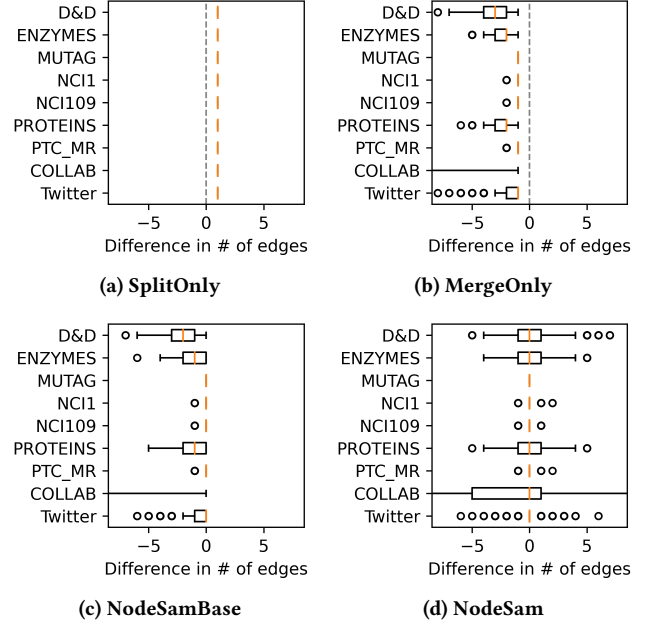 D&D
ENZYMES
MUTAG
NCI1
NCI109
PROTEINS
PTC_MR
COLLAB
Twitter
−5 0 5
Difference in # of edges
(a) SplitOnly
D&D
ENZYMES
MUTAG
NCI1
NCI109
PROTEINS
PTC_MR
COLLAB
Twitter
−5 0 5
Difference in # of edges
(b) MergeOnly
D&D
ENZYMES
MUTAG
NCI1
NCI109
PROTEINS
PTC_MR
COLLAB
Twitter
−5 0 5
Difference in # of edges
(c) NodeSamBase
D&D
ENZYMES
MUTAG
NCI1
NCI109
PROTEINS
PTC_MR
COLLAB
Twitter
−5 0 5
Difference in # of edges
(d) NodeSam